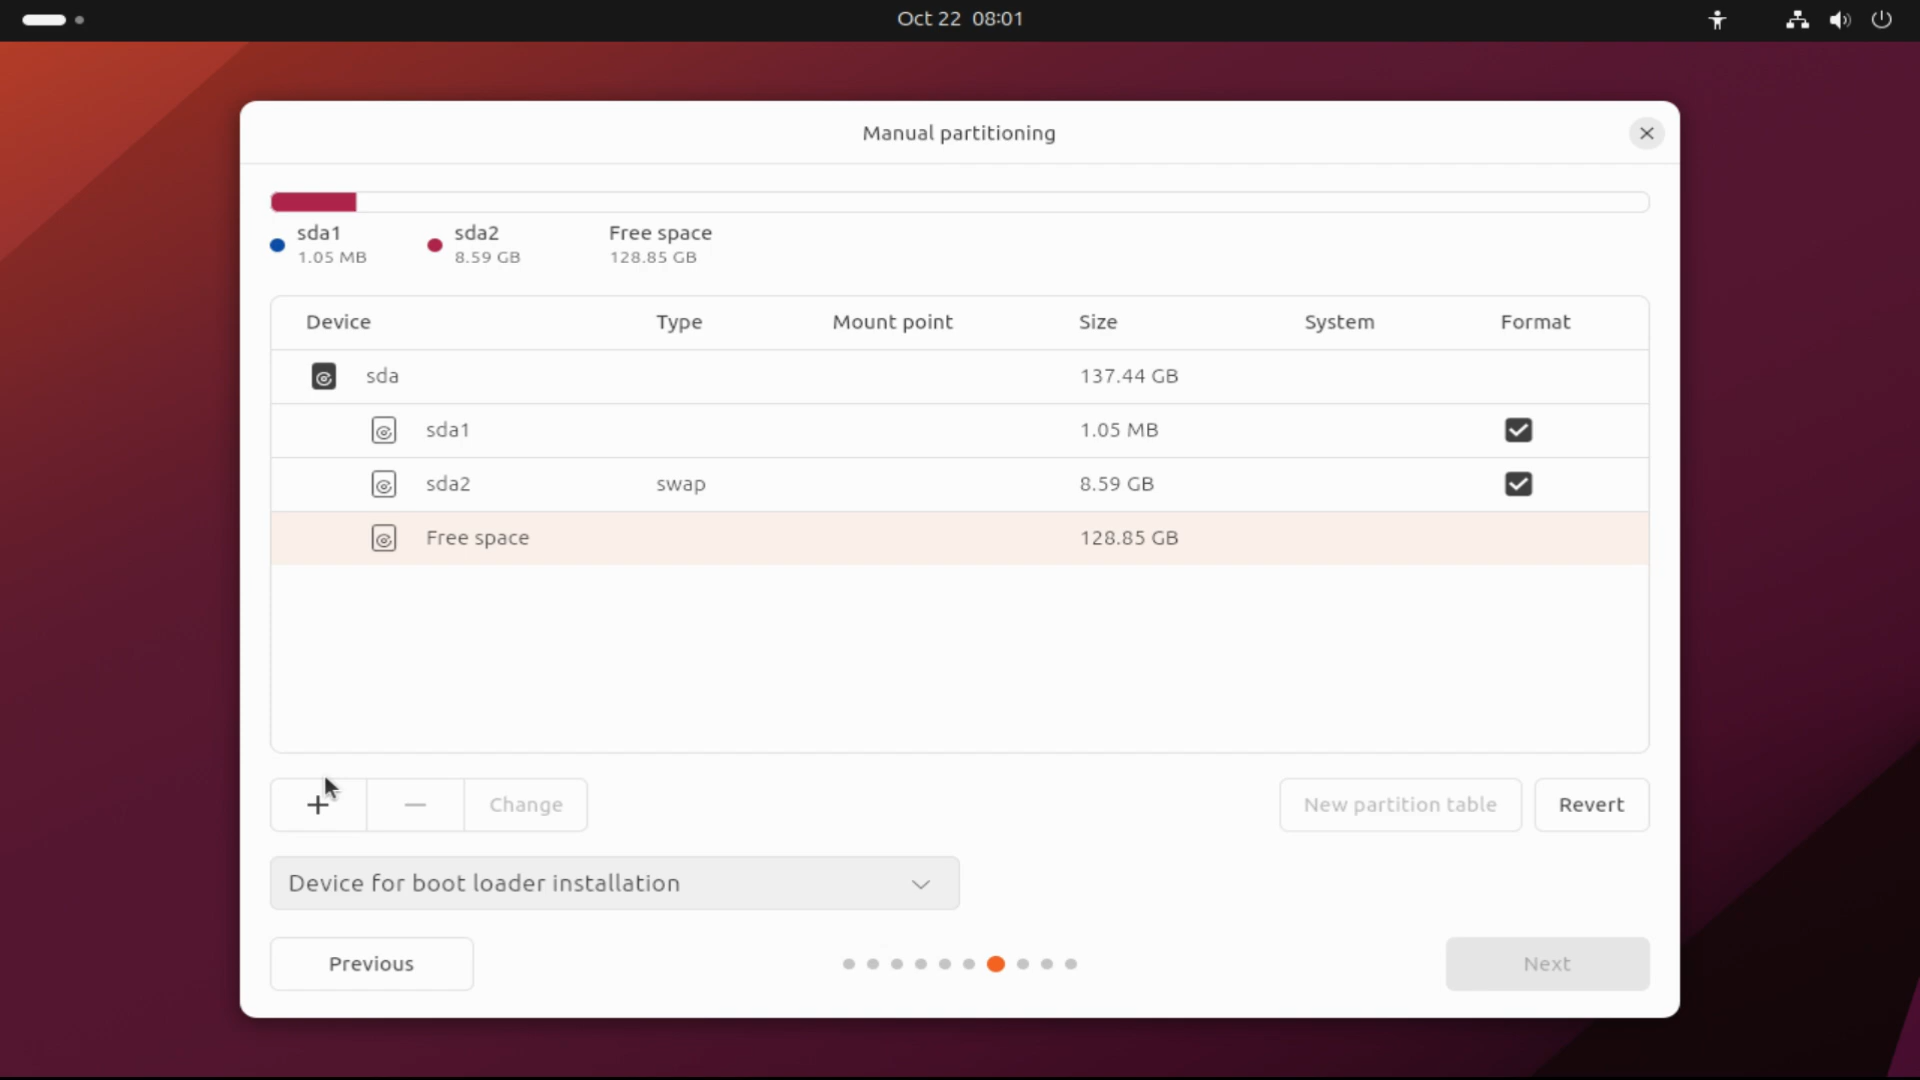 Oct 22 08:01
Manual partitioning
sda1
1.05 MB
sda2
8.59 GB
Free space
128.85 GB
Device Type Mount point Size System Format
sda 137.44 GB
sda1 1.05 MB
sda2 swap 8.59 GB
Free space 128.85 GB
+ — Change New partition table Revert
Device for boot loader installation
Previous Next